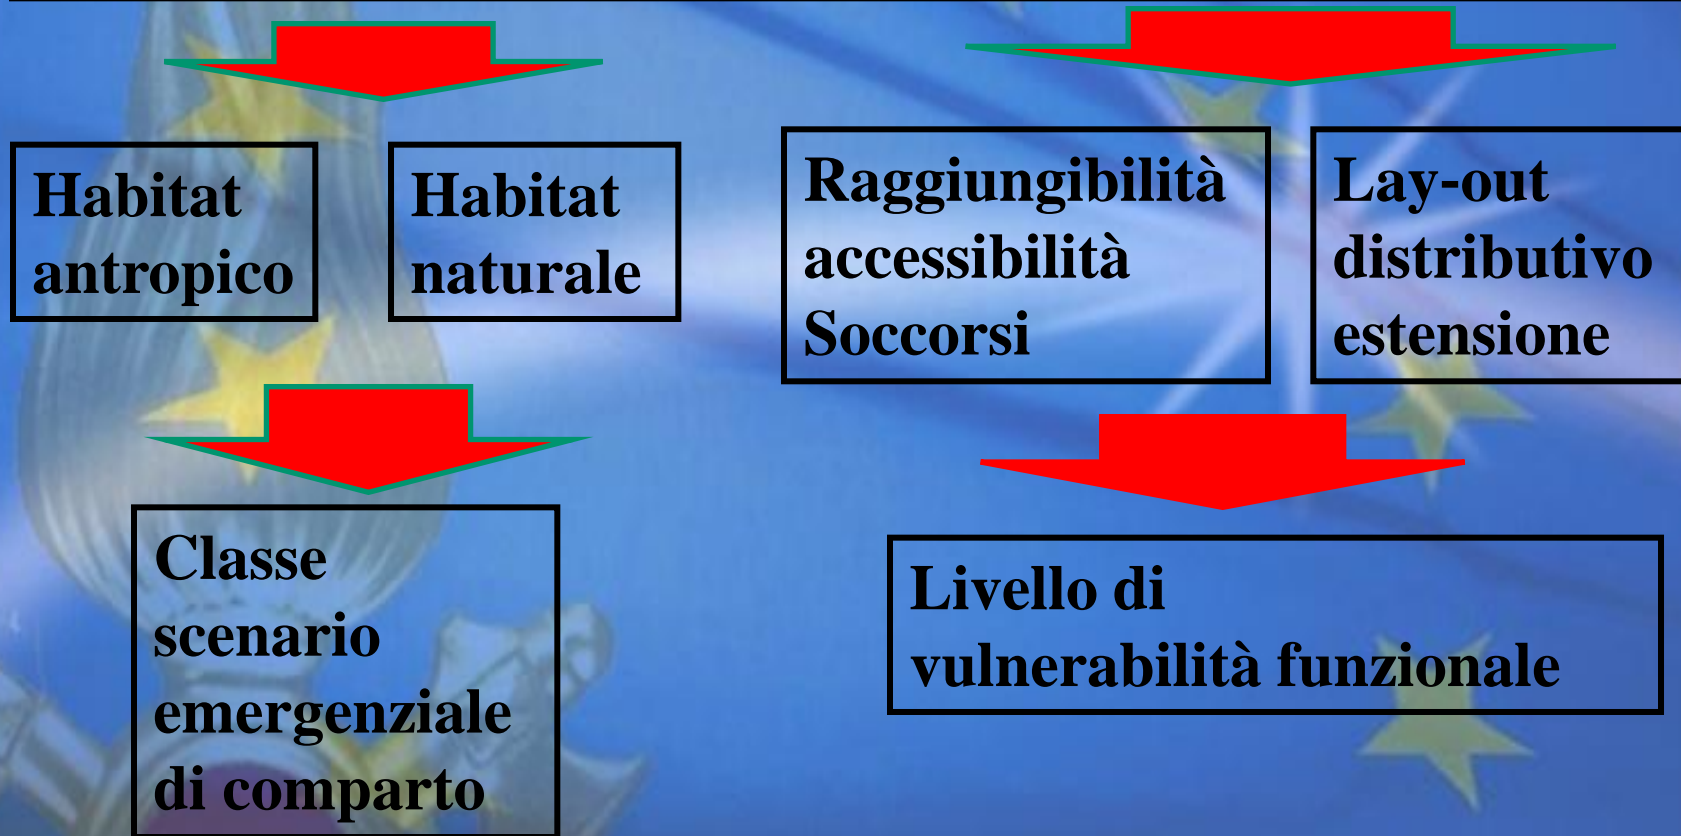 Habitat
antropico
Habitat
naturale
Raggiungibilità
accessibilità
Soccorsi
Lay-out
distributivo
estensione
Classe
scenario
emergenziale
di comparto
Livello di
vulnerabilità funzionale